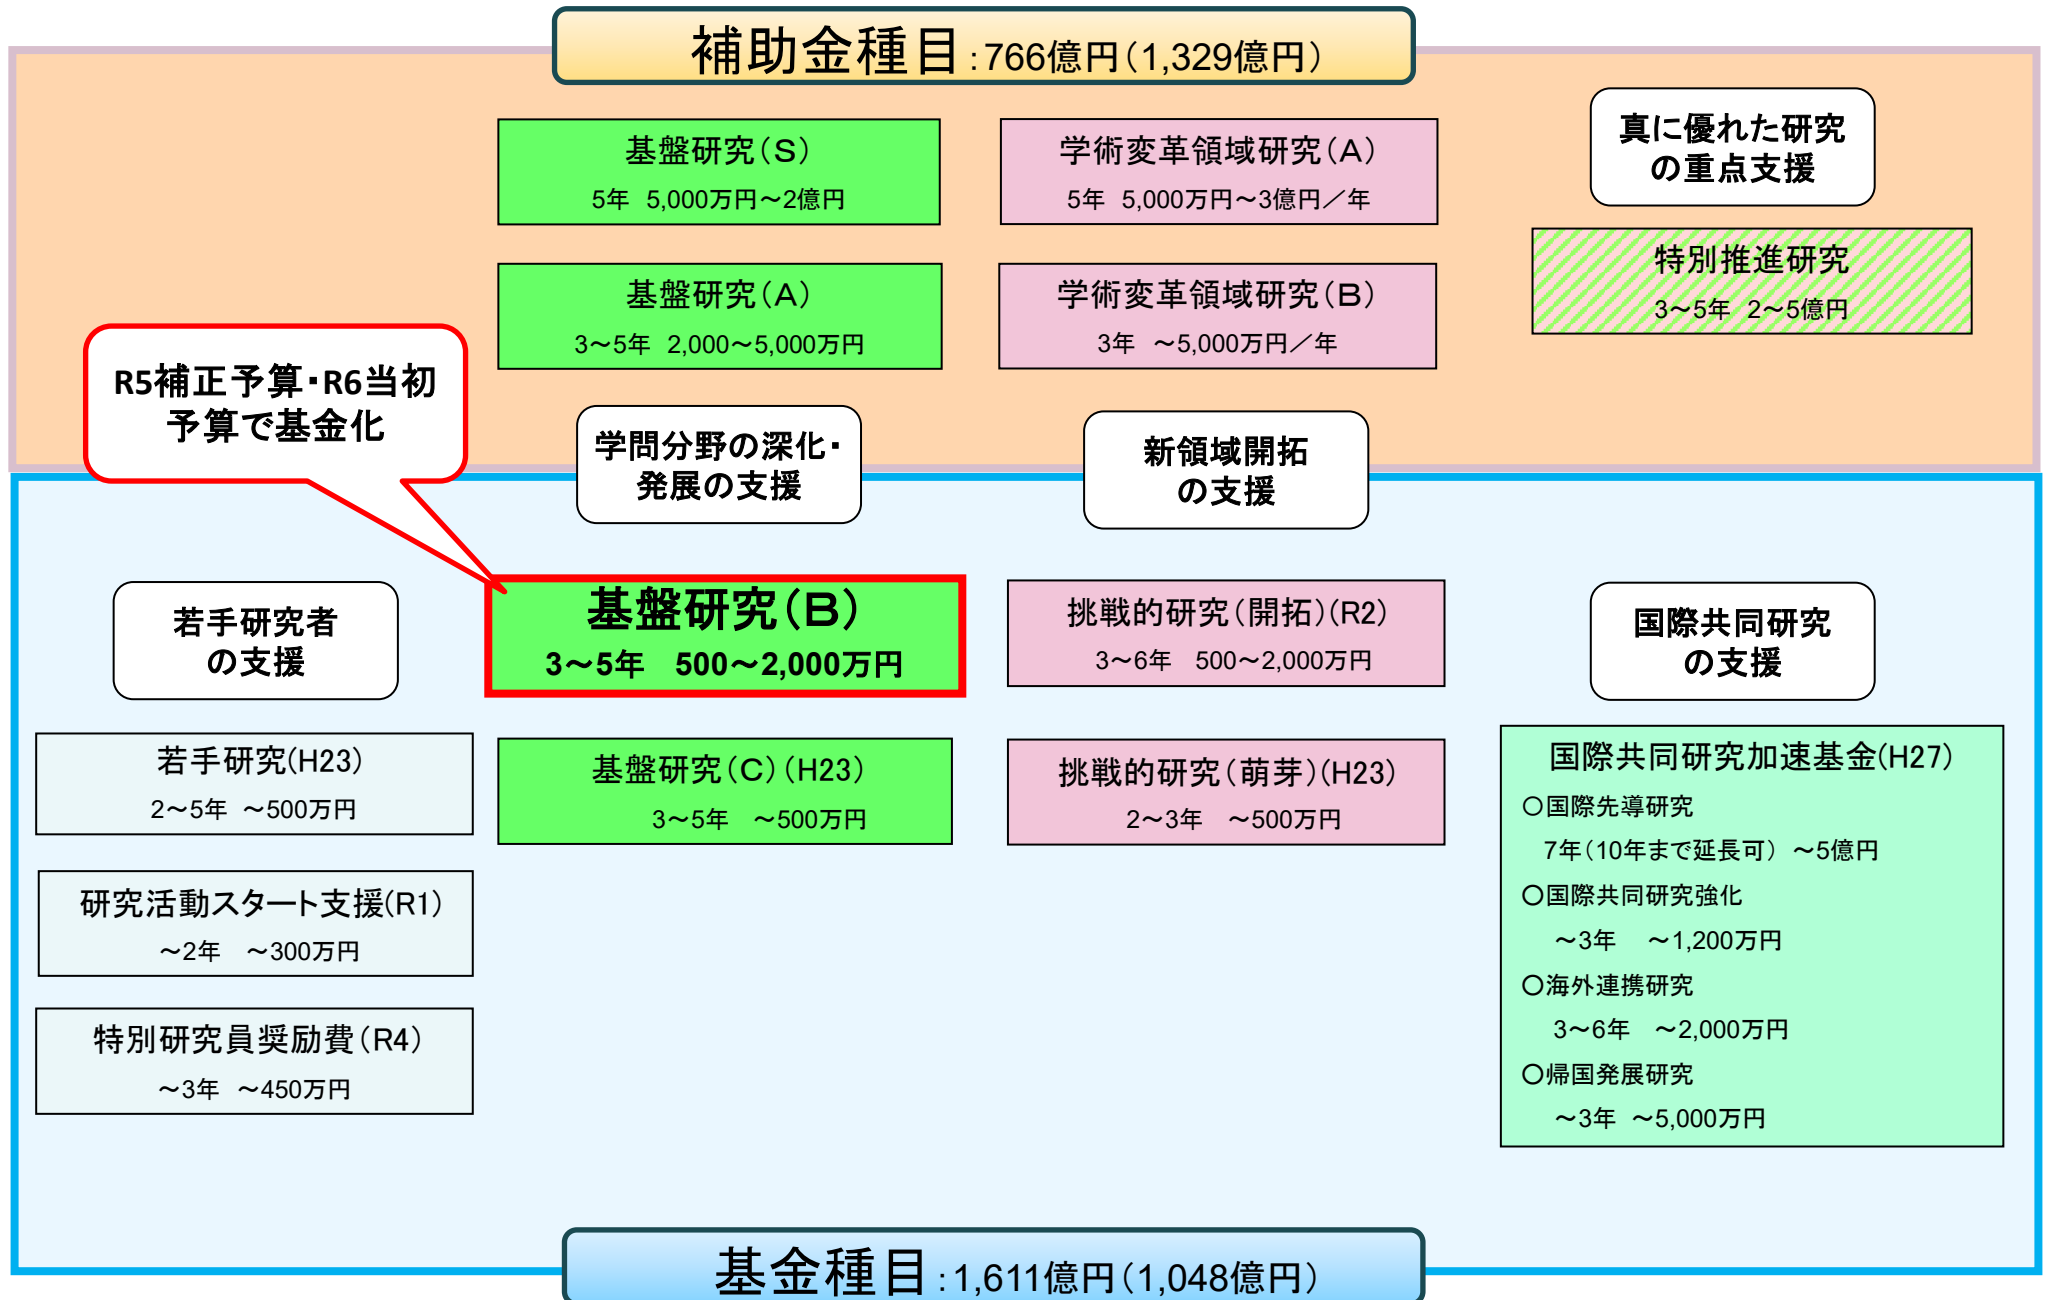 補助金種目：766億円（1,329億円）
基盤研究（S）
5年 5,000万円～2億円
学術変革領域研究（A）
5年 5,000万円～3億円／年
真に優れた研究
の重点支援
特別推進研究
3～5年 2～5億円
基盤研究（A）
3～5年 2,000～5,000万円
学術変革領域研究（B）
3年 ～5,000万円／年
R5補正予算・R6当初
予算で基金化
学問分野の深化・
発展の支援
新領域開拓
の支援
若手研究者
の支援
基盤研究（B）
3～5年 500～2,000万円
挑戦的研究（開拓）（R2）
3～6年 500～2,000万円
国際共同研究
の支援
若手研究(H23)
2～5年 ～500万円
基盤研究（C）（H23）
3～5年 ～500万円
挑戦的研究（萌芽）（H23）
2～3年 ～500万円
研究活動スタート支援(R1)
～2年 ～300万円
特別研究員奨励費（R4）
～3年 ～450万円
国際共同研究加速基金(H27)
○国際先導研究
7年（10年まで延長可） ～5億円
○国際共同研究強化
～3年 ～1,200万円
○海外連携研究
3～6年 ～2,000万円
○帰国発展研究
～3年 ～5,000万円
基金種目：1,611億円（1,048億円）